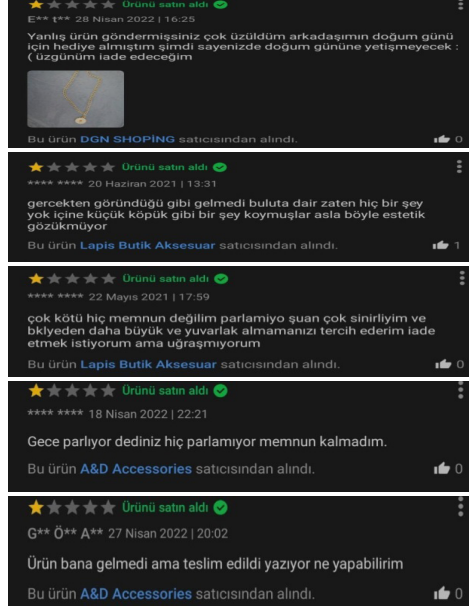 Ürünü satın aldı
E** t** 28 Nisan 2022 | 16:25
Yanlış ürün göndermişsiniz çok üzüldüm arkadaşımın doğum günü
için hediye almıştım şimdi sayenizde doğum gününe yetişmeyecek :
( üzgünüm iade edeceğim
Bu ürün DGN SHOPİNG satıcısından alındı.
0
Ürünü satın aldı
**** **** 20 Haziran 2021 | 13:31
gercekten göründüğü gibi gelmedi buluta dair zaten hiç bir şey
yok içine küçük köpük gibi bir şey koymuşlar asla böyle estetik
gözükmüyor
Bu ürün Lapis Butik Aksesuar satıcısından alındı.
1
Ürünü satın aldı
**** **** 22 Mayıs 2021 | 17:59
çok kötü hiç memnun değilim parlamiyo şuan çok sinirliyim ve
bklyeden daha büyük ve yuvarlak almamanızı tercih ederim iade
etmek istiyorum ama uğraşmıyorum
Bu ürün Lapis Butik Aksesuar satıcısından alındı.
0
Ürünü satın aldı
**** **** 18 Nisan 2022 | 22:21
Gece parlıyor dediniz hiç parlamıyor memnun kalmadım.
Bu ürün A&D Accessories satıcısından alındı.
0
Ürünü satın aldı
G** Ö** A** 27 Nisan 2022 | 20:02
Ürün bana gelmedi ama teslim edildi yazıyor ne yapabilirim
Bu ürün A&D Accessories satıcısından alındı.
0